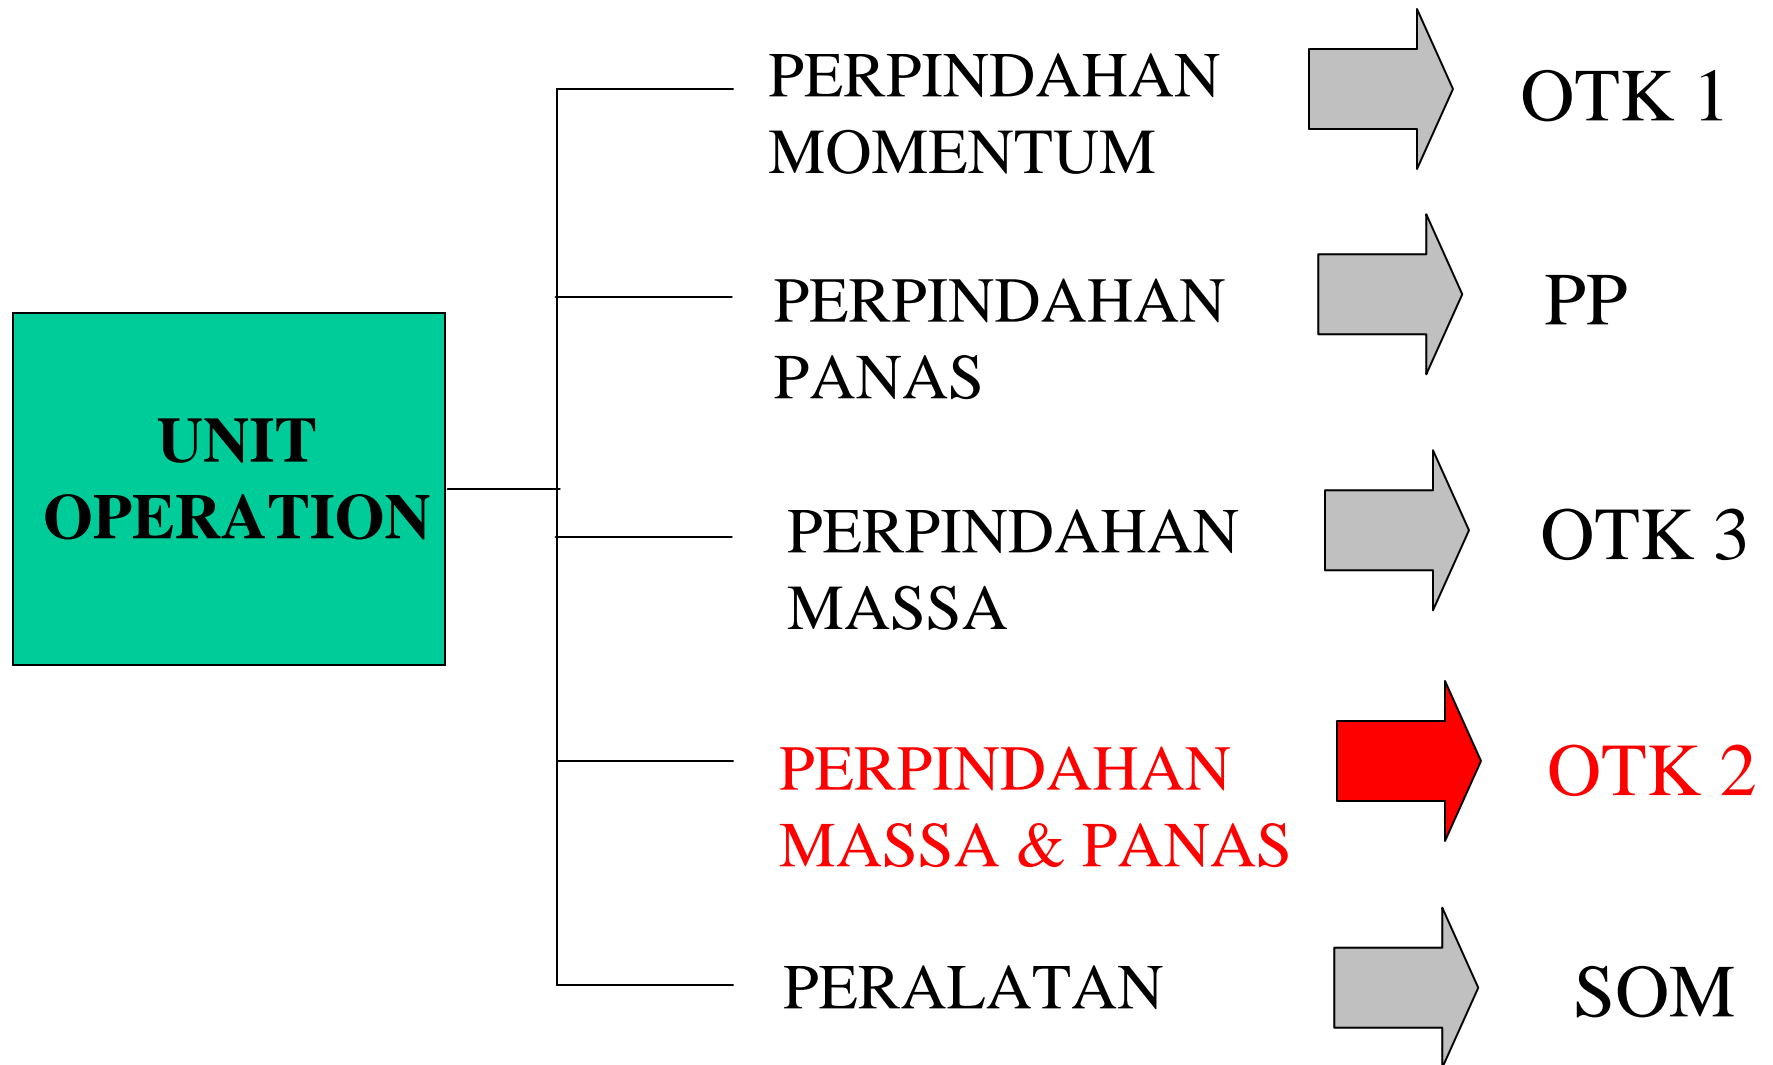 UNIT
OPERATION
PERPINDAHAN
MOMENTUM
OTK 1
PERPINDAHAN
PANAS
PP
PERPINDAHAN
MASSA
OTK 3
PERPINDAHAN
MASSA & PANAS
OTK 2
PERALATAN
SOM